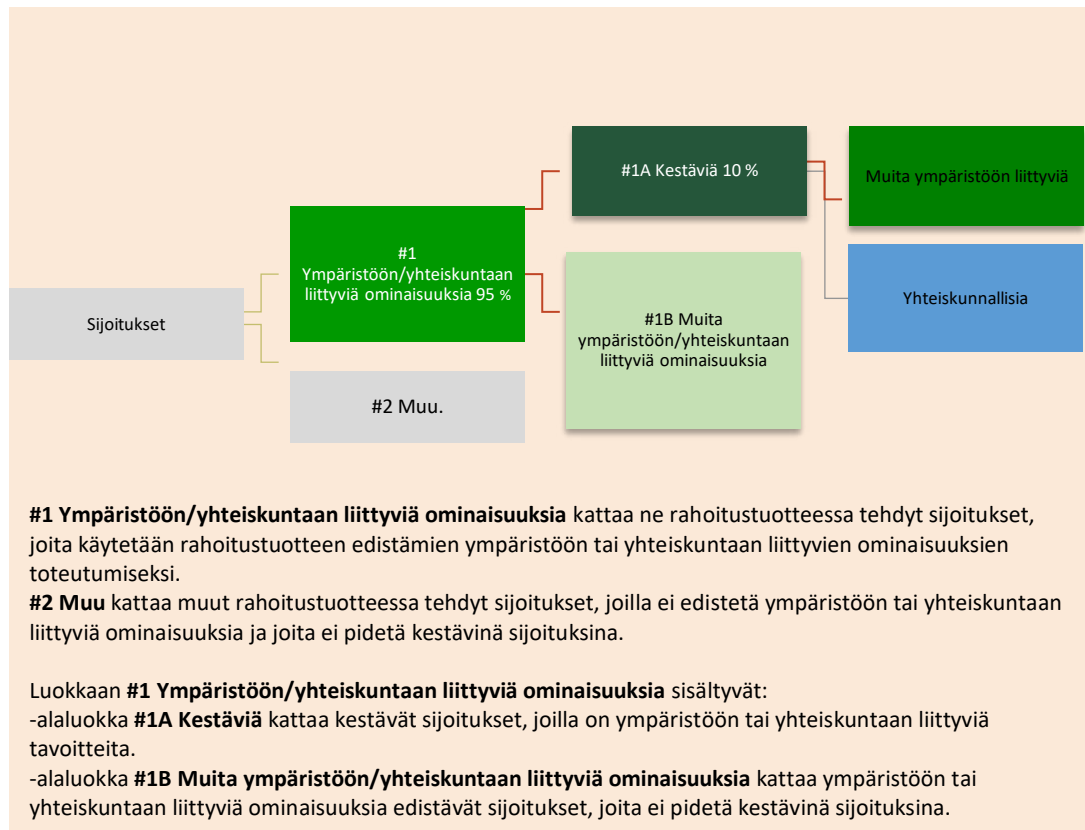 #1A Kestäviä 10 %
Muita ympäristöön liittyviä
#1
Ympäristöön/yhteiskuntaan
liittyviä ominaisuuksia 95 %
Yhteiskunnallisia
Sijoitukset
#1B Muita
ympäristöön/yhteiskuntaan
liittyviä ominaisuuksia
#2 Muu.
#1 Ympäristöön/yhteiskuntaan liittyviä ominaisuuksia kattaa ne rahoitustuotteessa tehdyt sijoitukset,
joita käytetään rahoitustuotteen edistämien ympäristöön tai yhteiskuntaan liittyvien ominaisuuksien
toteutumiseksi.
#2 Muu kattaa muut rahoitustuotteessa tehdyt sijoitukset, joilla ei edistetä ympäristöön tai yhteiskuntaan
liittyviä ominaisuuksia ja joita ei pidetä kestävinä sijoituksina.
Luokkaan #1 Ympäristöön/yhteiskuntaan liittyviä ominaisuuksia sisältyvät:
-alaluokka #1A Kestäviä kattaa kestävät sijoitukset, joilla on ympäristöön tai yhteiskuntaan liittyviä
tavoitteita.
-alaluokka #1B Muita ympäristöön/yhteiskuntaan liittyviä ominaisuuksia kattaa ympäristöön tai
yhteiskuntaan liittyviä ominaisuuksia edistävät sijoitukset, joita ei pidetä kestävinä sijoituksina.